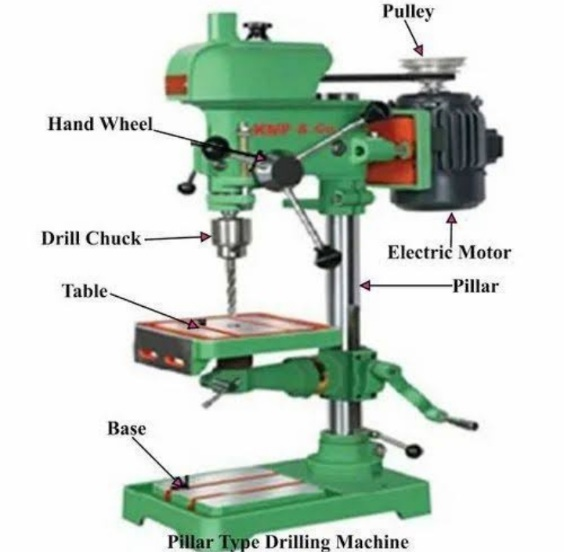 Pulley
Hand Wheel
Drill Chuck
Electric Motor
Table
Pillar
Base
Pillar Type Drilling Machine